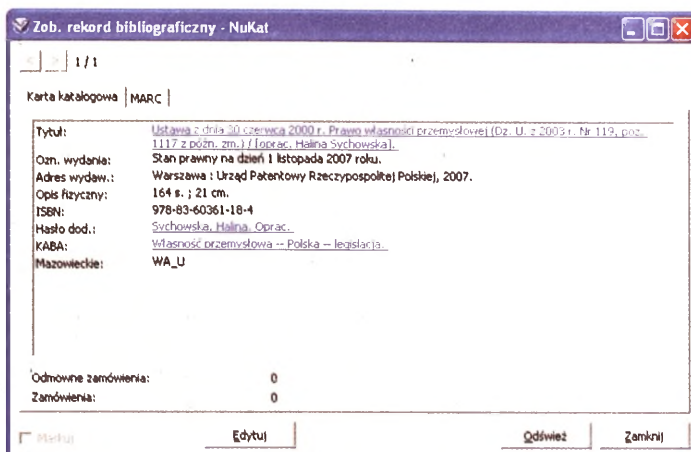 Zob. rekord bibliograficzny - NuKat
< > 1/1
Karta katalogowa MARC
Tytuł: Ustawa z dnia 30 czerwca 2000 r. Prawo własności przemysłowej (Dz. U. z 2003 r. Nr 119, poz.
1117 z późn. zm.) / [oprac. Halina Sychowska].
Ozn. wydania: Stan prawny na dzień 1 listopada 2007 roku.
Adres wydaw.: Warszawa : Urząd Patentowy Rzeczypospolitej Polskiej, 2007.
Opis fizyczny: 164 s. ; 21 cm.
ISBN: 978-83-60361-18-4
Hasło dod.: Sychowska, Halina. Oprac.
KABA: Własność przemysłowa -- Polska -- legislacja.
Mazowieckie: WA_U
Odmowne zamówienia: 0
Zamówienia: 0
Markuj Edytuj Odśwież Zamknij